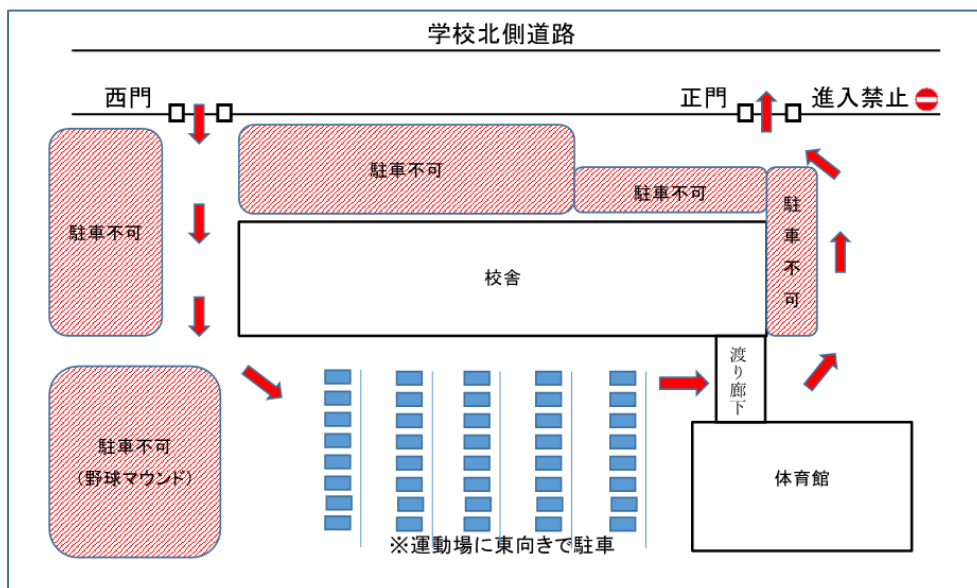 学校北側道路
西門
正門
進入禁止
駐車不可
駐車不可
駐車不可
駐車不可
校舎
渡り廊下
駐車不可
(野球マウンド)
体育館
※運動場に東向きで駐車